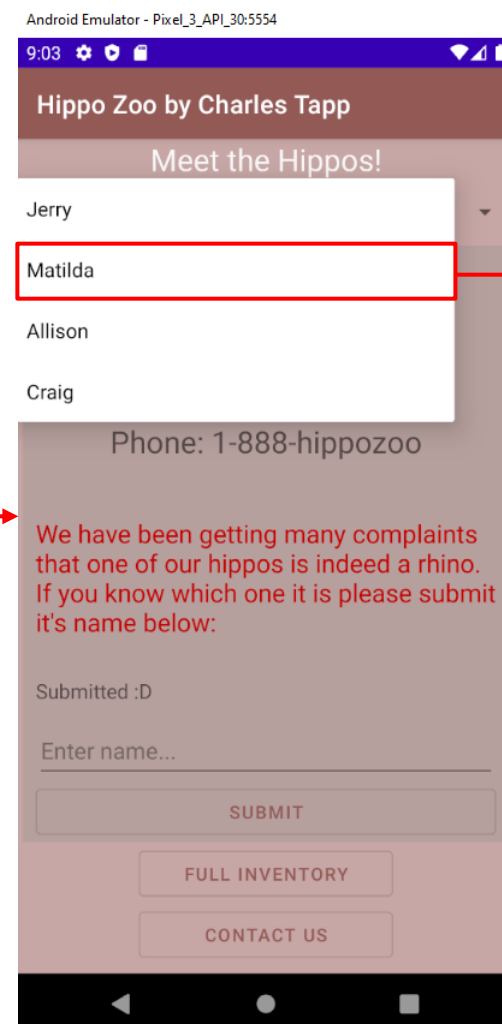 Android Emulator - Pixel_3_API_30:5554
9:03
Hippo Zoo by Charles Tapp
Meet the Hippos!
Jerry
Matilda
Allison
Craig
Phone: 1-888-hippozoo
We have been getting many complaints
that one of our hippos is indeed a rhino.
If you know which one it is please submit
it's name below:
Submitted :D
Enter name...
SUBMIT
FULL INVENTORY
CONTACT US